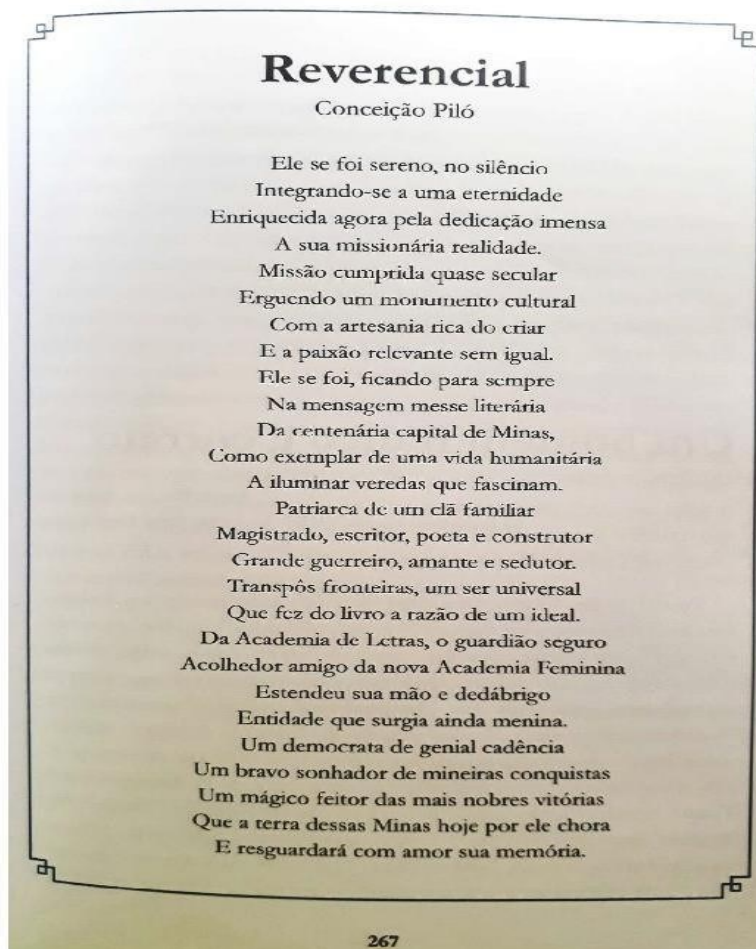 Reverencial
Conceição Piló
Ele se foi sereno, no silêncio
Integrando-se a uma eternidade
Enriquecida agora pela dedicação imensa
A sua missionária realidade.
Missão cumprida quase secular
Erguendo um monumento cultural
Com a artesania rica do criar
E a paixão relevante sem igual.
Ele se foi, ficando para sempre
Na mensagem messe literária
Da centenária capital de Minas,
Como exemplar de uma vida humanitária
A iluminar veredas que fascinam.
Patriarca de um clã familiar
Magistrado, escritor, poeta e construtor
Grande guerreiro, amante e sedutor.
Transpôs fronteiras, um ser universal
Que fez do livro a razão de um ideal.
Da Academia de Letras, o guardião seguro
Acolhedor amigo da nova Academia Feminina
Estendeu sua mão e dedábrigo
Entidade que surgia ainda menina.
Um democrata de genial cadência
Um bravo sonhador de mineiras conquistas
Um mágico feitor das mais nobres vitórias
Que a terra dessas Minas hoje por ele chora
E resguardará com amor sua memória.
267